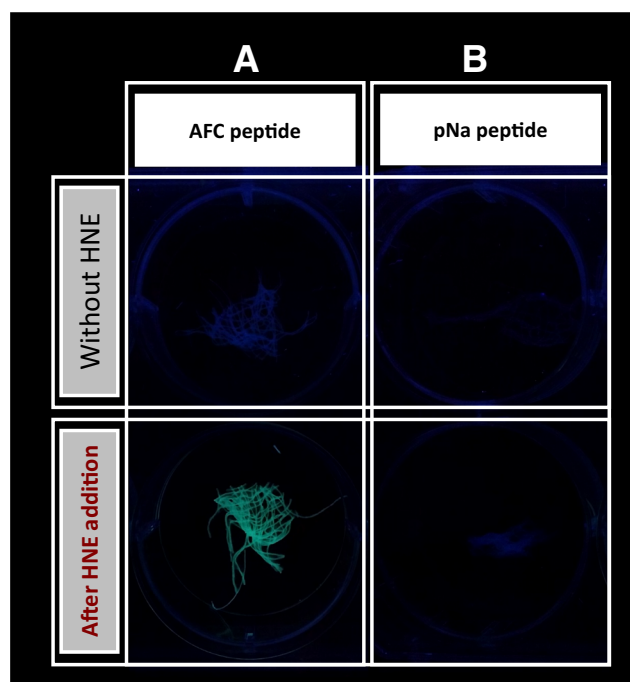 A
B
AFC peptide
pNa peptide
Without HNE
After HNE addition